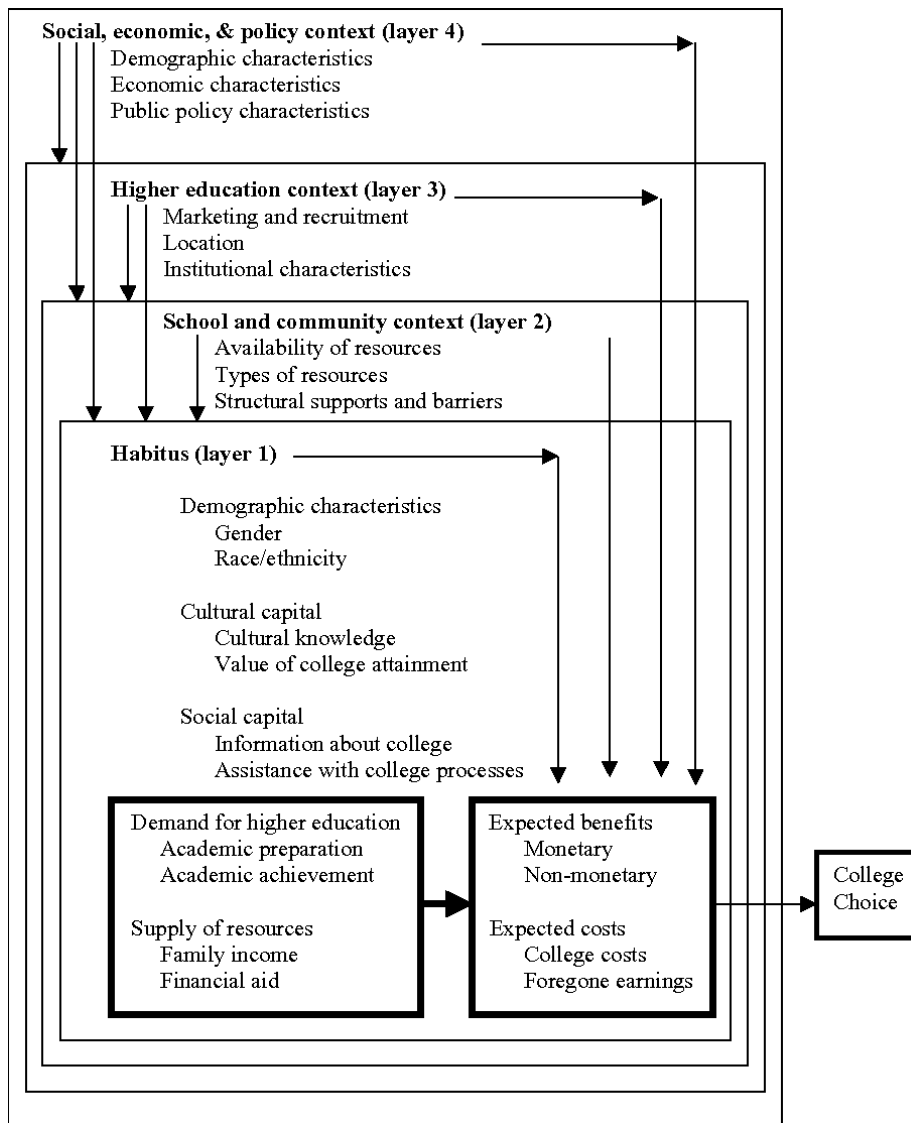 Social, economic, & policy context (layer 4)
Demographic characteristics
Economic characteristics
Public policy characteristics
Higher education context (layer 3)
Marketing and recruitment
Location
Institutional characteristics
School and community context (layer 2)
Availability of resources
Types of resources
Structural supports and barriers
Habitus (layer 1)
Demographic characteristics
Gender
Race/ethnicity
Cultural capital
Cultural knowledge
Value of college attainment
Social capital
Information about college
Assistance with college processes
Demand for higher education
Academic preparation
Academic achievement
Supply of resources
Family income
Financial aid
Expected benefits
Monetary
Non-monetary
Expected costs
College costs
Foregone earnings
College
Choice